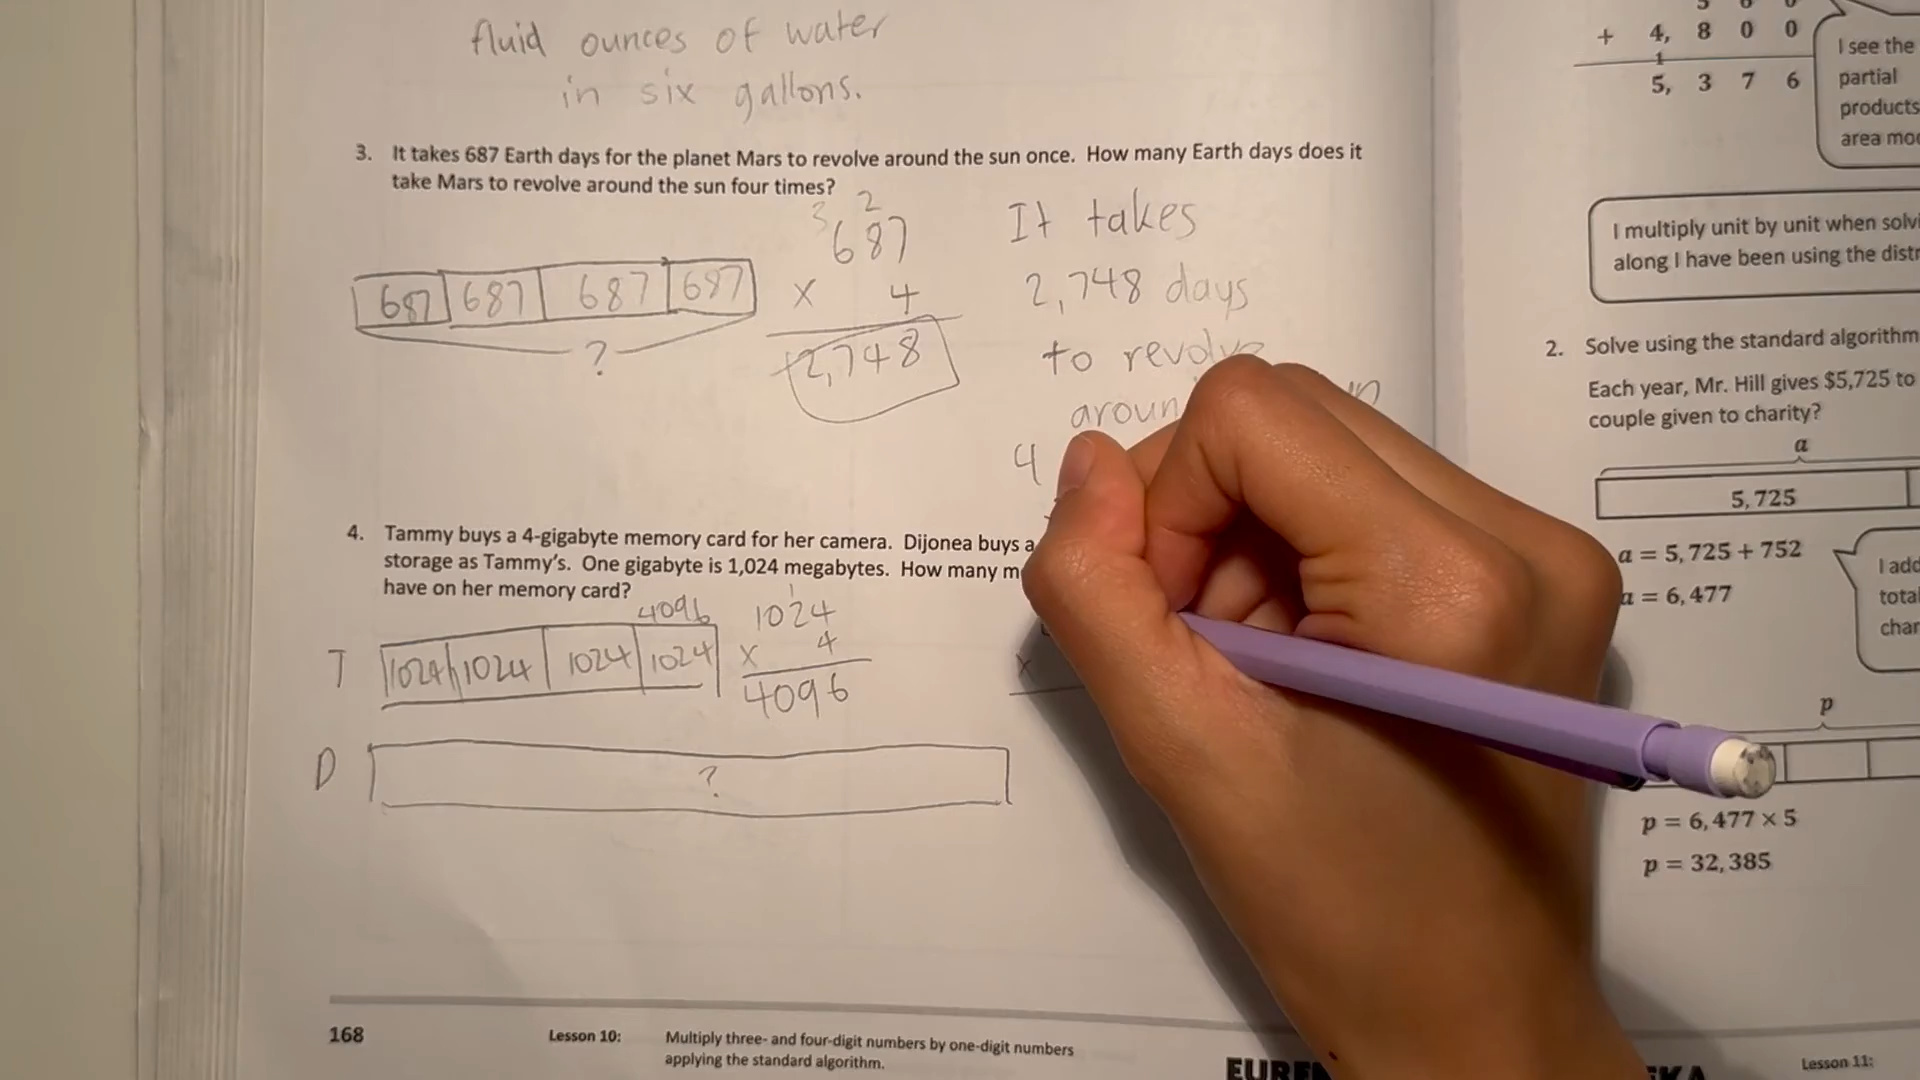 fluid ounces of water
in six gallons.
3. It takes 687 Earth days for the planet Mars to revolve around the sun once. How many Earth days does it
take Mars to revolve around the sun four times?
687 687 687 687
?
3 2
687
x 4
2,748
It takes
2,748 days
to revolve
aroun
4
4. Tammy buys a 4-gigabyte memory card for her camera. Dijonea buys a
storage as Tammy's. One gigabyte is 1,024 megabytes. How many m
have on her memory card?
4096
T 1024 1024 1024 1024
1
1024
x 4
4096
x
D ?
168 Lesson 10: Multiply three- and four-digit numbers by one-digit numbers
applying the standard algorithm.
EURE
+ 4, 8 0 0
1
5, 3 7 6
I see the
partial
products
area mo
I multiply unit by unit when solvi
along I have been using the distr
2. Solve using the standard algorithm
Each year, Mr. Hill gives $5,725 to
couple given to charity?
a
5,725
a = 5,725 + 752
a = 6,477
I add
total
char
p
p = 6,477 × 5
p = 32,385
KA
Lesson 11: